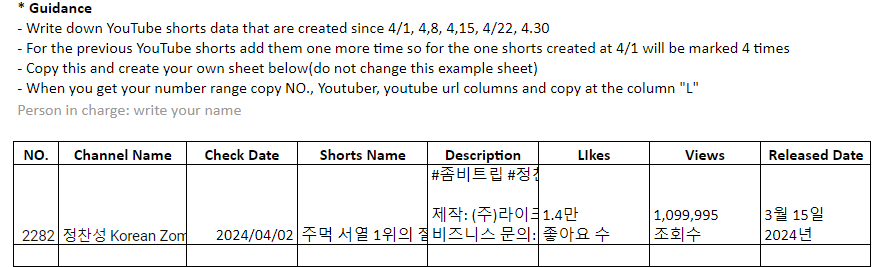 * Guidance
- Write down YouTube shorts data that are created since 4/1, 4,8, 4,15, 4/22, 4.30
- For the previous YouTube shorts add them one more time so for the one shorts created at 4/1 will be marked 4 times
- Copy this and create your own sheet below(do not change this example sheet)
- When you get your number range copy NO., Youtuber, youtube url columns and copy at the column "L"
Person in charge: write your name
NO. Channel Name Check Date Shorts Name Description LIkes Views Released Date
#좀비트립
제작: (주)라이크 1.4만 1,099,995 3월 15일
2282 정찬성 Korean Zom 2024/04/02 주먹 서열 1위의 비즈니스 문의: 좋아요 수 조회수 2024년